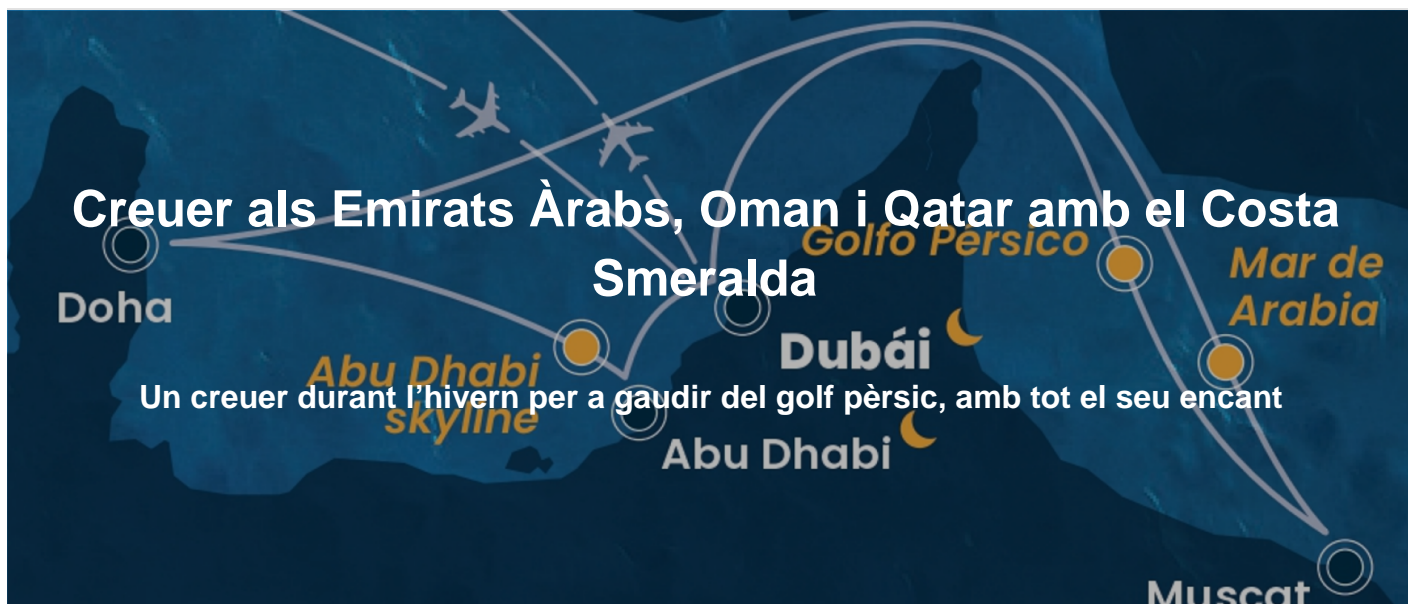 Creuer als Emirats Àrabs, Oman i Qatar amb el Costa
Smeralda
Un creuer durant l’hivern per a gaudir del golf pèrsic, amb tot el seu encant
Golfo Pérsico
Mar de
Arabia
Doha
Dubái
Abu Dhabi
skyline
Abu Dhabi
Muscat